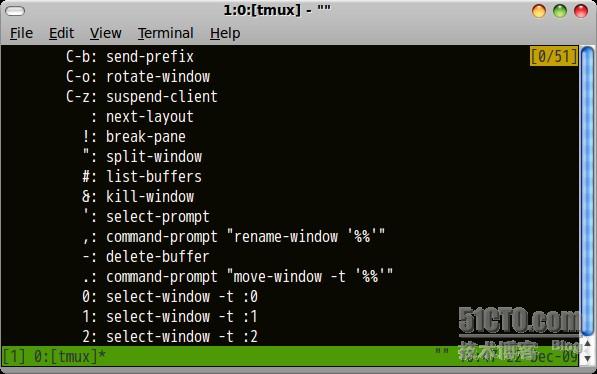 1:0:[tmux] - ""
File Edit View Terminal Help
C-b: send-prefix [0/51]
C-o: rotate-window
C-z: suspend-client
: next-layout
!: break-pane
": split-window
#: list-buffers
&: kill-window
': select-prompt
,: command-prompt "rename-window '%%'"
-: delete-buffer
.: command-prompt "move-window -t '%%'"
0: select-window -t :0
1: select-window -t :1
2: select-window -t :2
51CTO.com
技术博客 Blog
[1] 0:[tmux]* "" 22-Dec-09